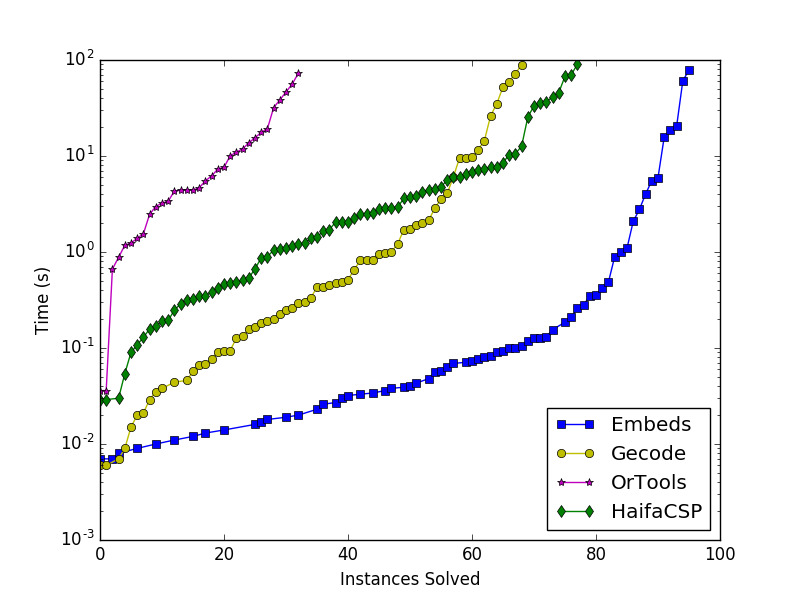 10^2
10^1
10^0
10^-1
10^-2
10^-3
Time (s)
0 20 40 60 80 100
Instances Solved
Embeds
Gecode
OrTools
HaifaCSP